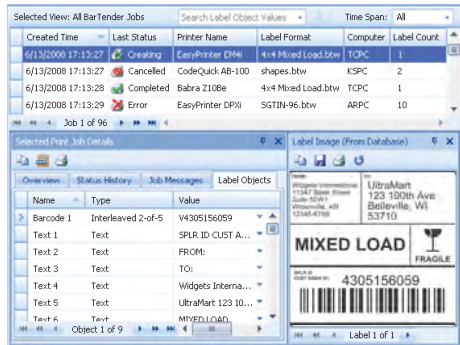 Selected View: All BarTender Jobs Search Label Object Values Time Span: All
Created Time Last Status Printer Name Label Format Computer Label Count
6/13/2008 17:13:27 Creating EasyPrinter EM4i 4x4 Mixed Load.btw TCPC 1
6/13/2008 17:13:27 Cancelled CodeQuick AB-100 shapes.btw KSPC 2
6/13/2008 17:13:28 Completed Babra Z10Be 4x4 Mixed Load.btw TCPC 1
6/13/2008 17:13:29 Error EasyPrinter DPXi SGTIN-96.btw ARPC 10
Job 1 of 96
Selected Print Job Details
Overview Status History Job Messages Label Objects
Name Type Value
Barcode 1 Interleaved 2-of-5 V4305156059
Text 1 Text SPLR ID CUST A...
Text 2 Text FROM:
Text 3 Text TO:
Text 4 Text Widgets Interna...
Text 5 Text UltraMart 123 10...
Text 6 Text MIXED LOAD
Object 1 of 9
Label Image (From Database)
UltraMart
123 100th Ave
Belleville, WI
53710
MIXED LOAD
FRAGILE
4305156059
Label 1 of 1